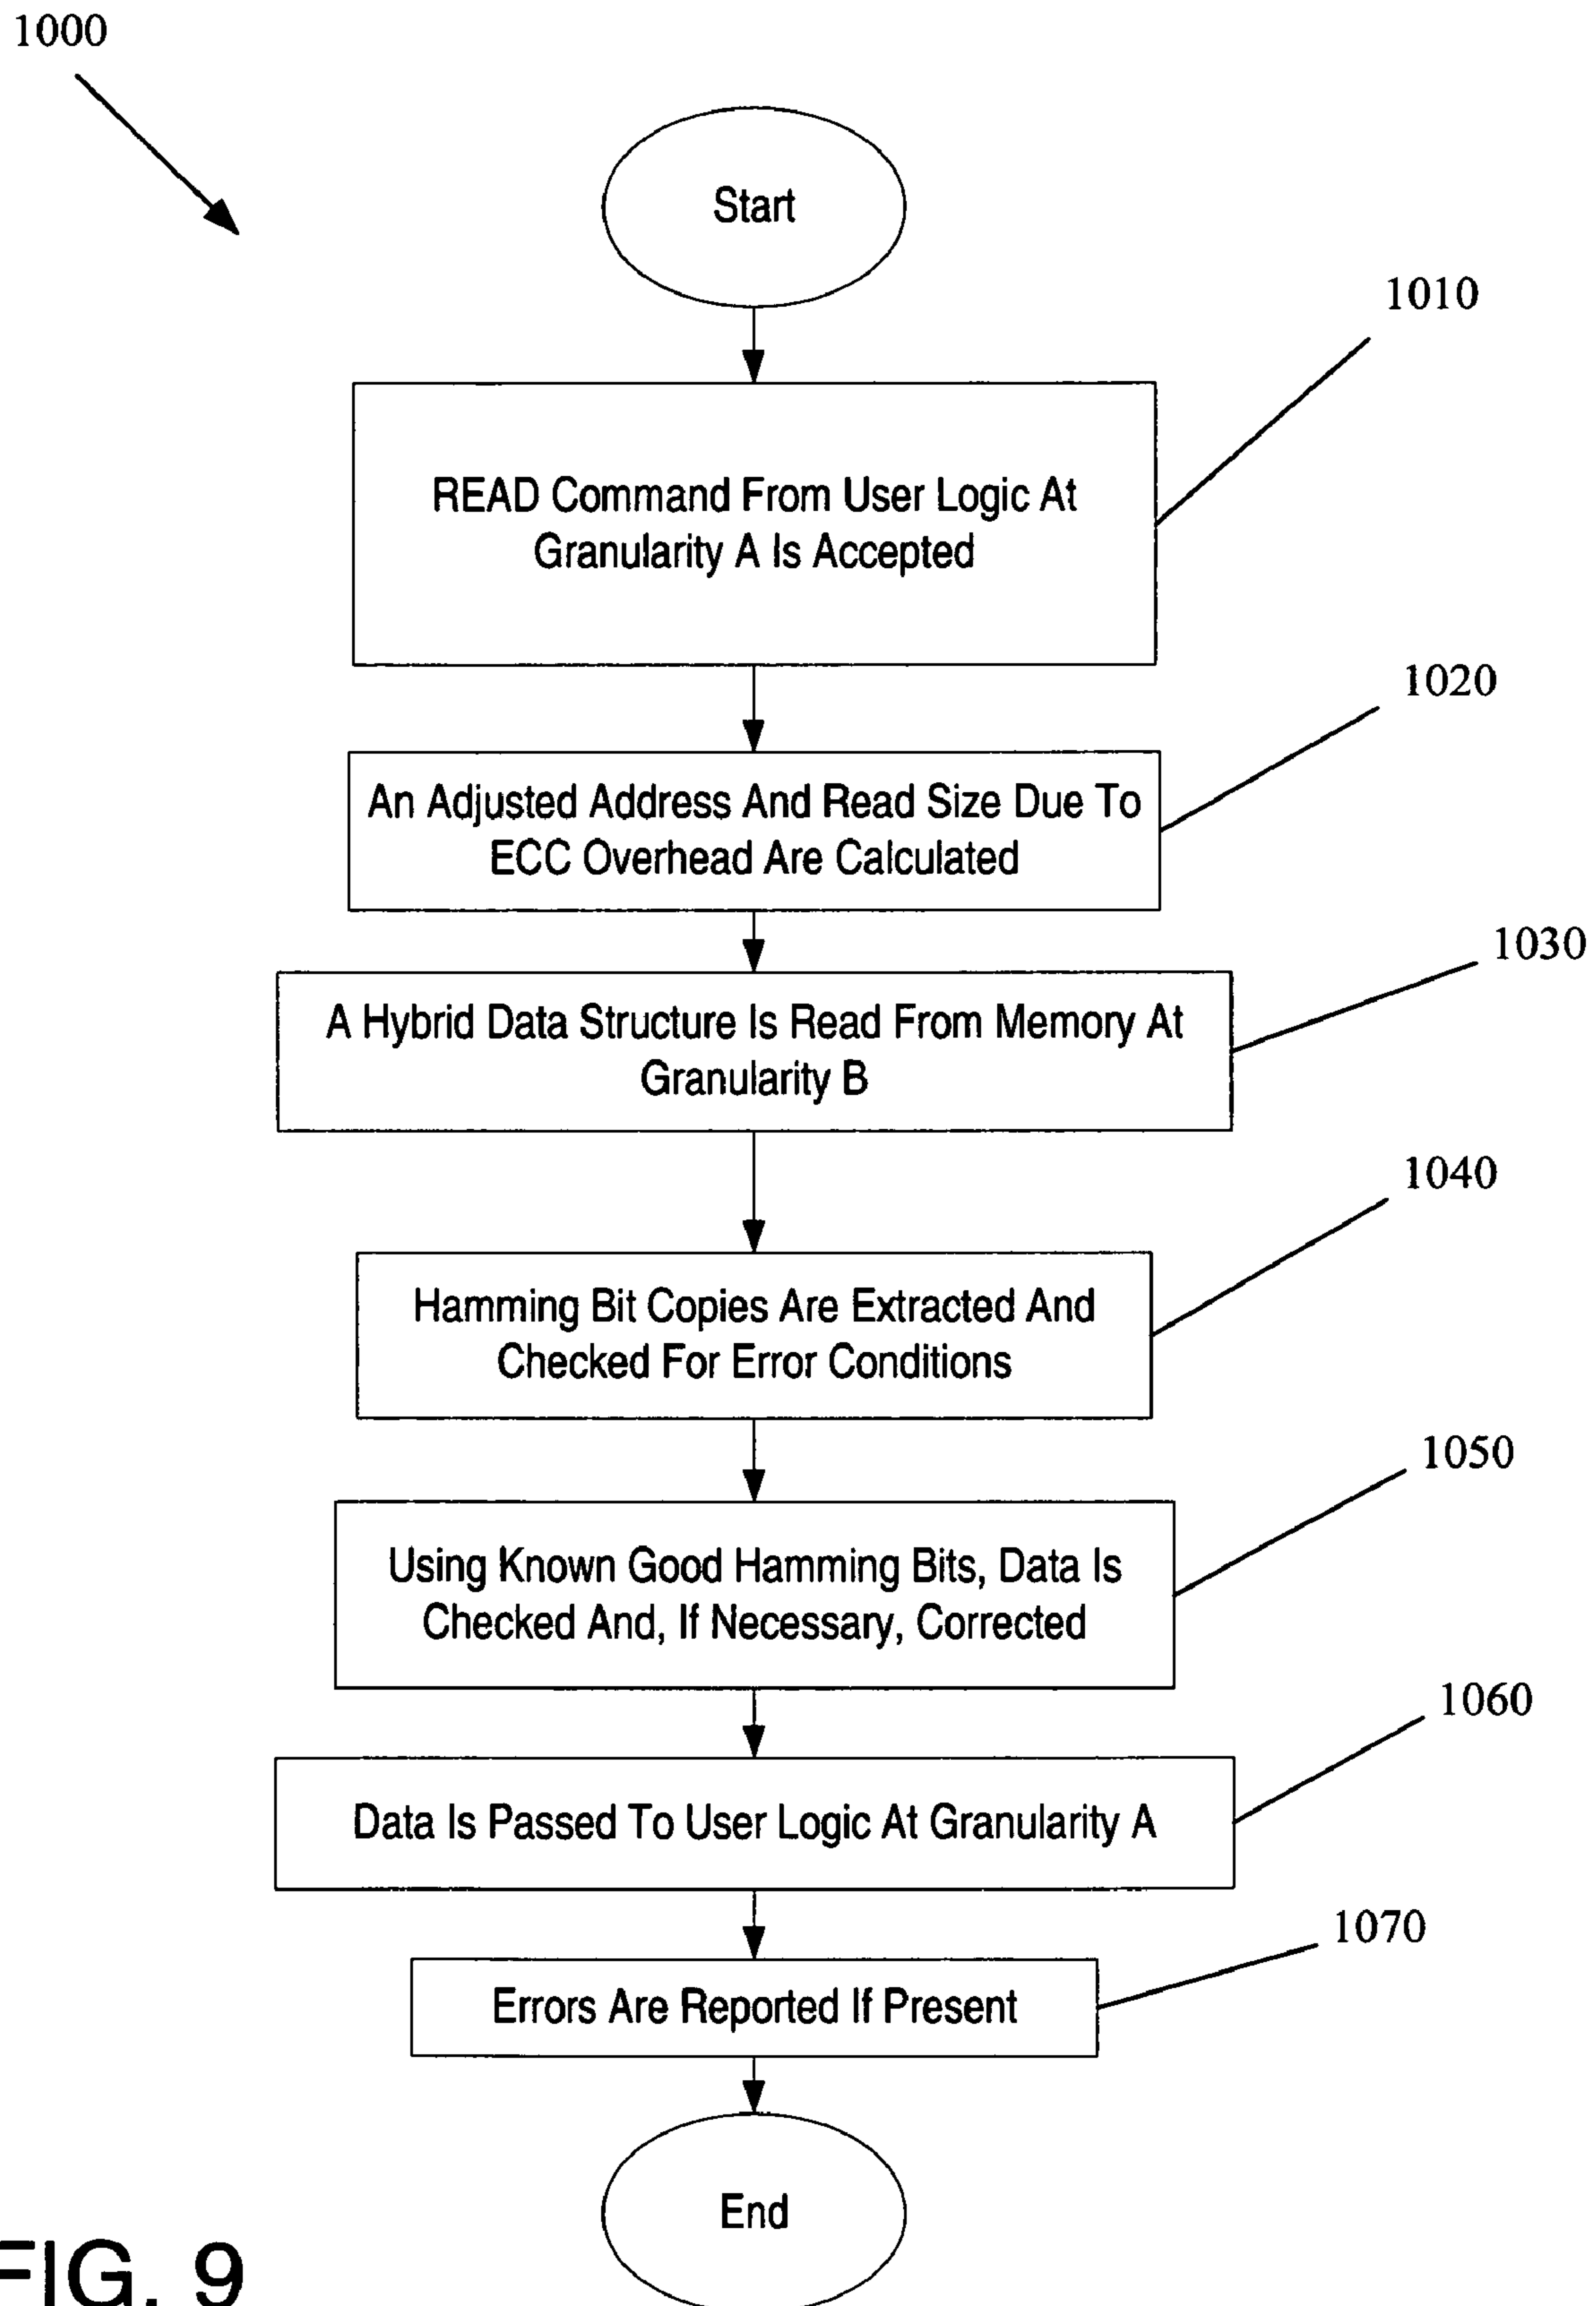 1000
Start
1010
READ Command From User Logic At
Granularity A Is Accepted
1020
An Adjusted Address And Read Size Due To
ECC Overhead Are Calculated
1030
A Hybrid Data Structure Is Read From Memory At
Granularity B
1040
Hamming Bit Copies Are Extracted And
Checked For Error Conditions
1050
Using Known Good Hamming Bits, Data Is
Checked And, If Necessary, Corrected
1060
Data Is Passed To User Logic At Granularity A
1070
Errors Are Reported If Present
End
FIG. 9